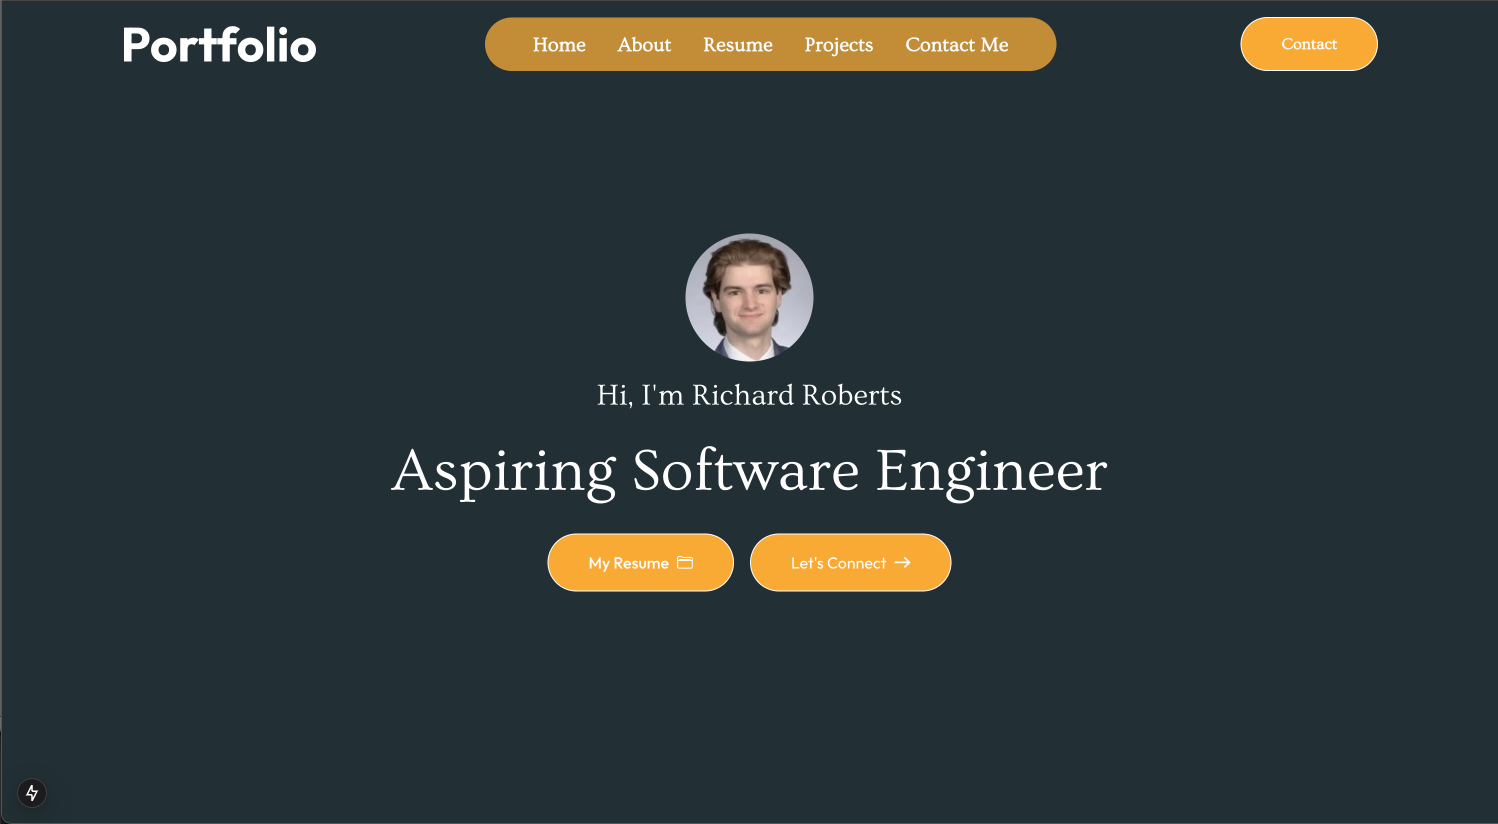 Portfolio
Home About Resume Projects Contact Me
Contact
Hi, I'm Richard Roberts
Aspiring Software Engineer
My Resume
Let's Connect